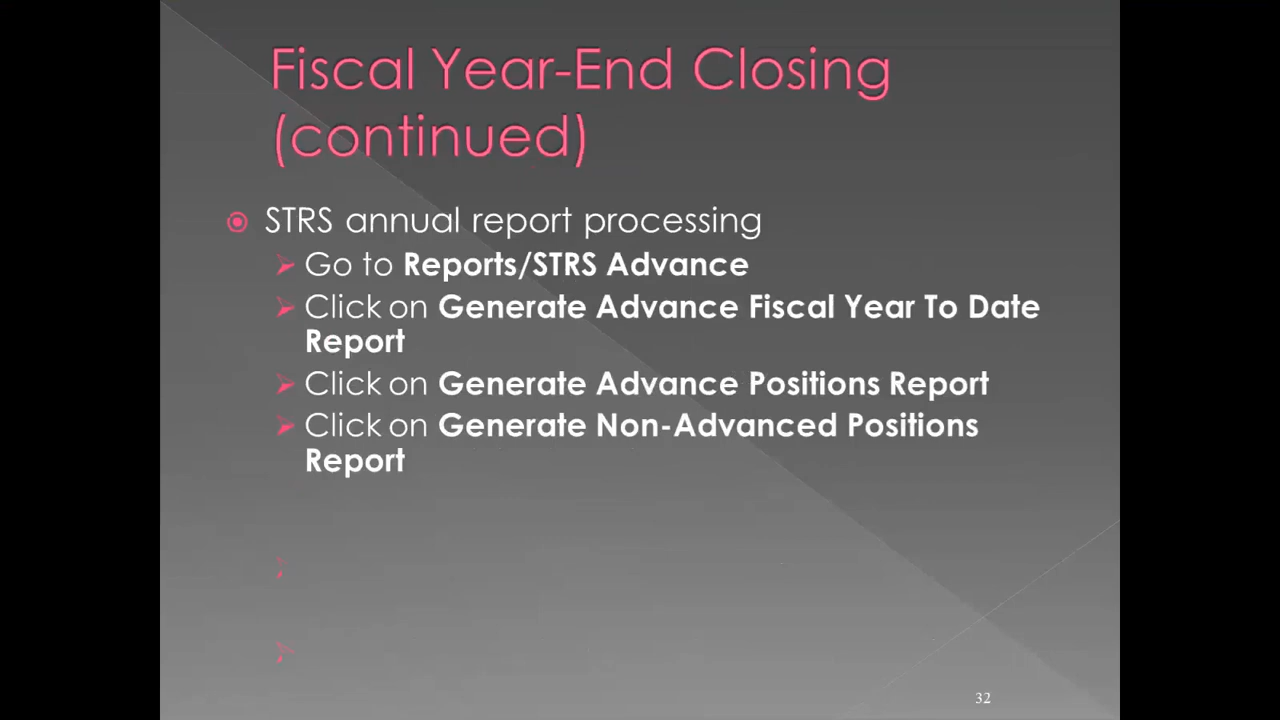 Fiscal Year-End Closing
(continued)
STRS annual report processing
Go to Reports/STRS Advance
Click on Generate Advance Fiscal Year To Date
Report
Click on Generate Advance Positions Report
Click on Generate Non-Advanced Positions
Report
32